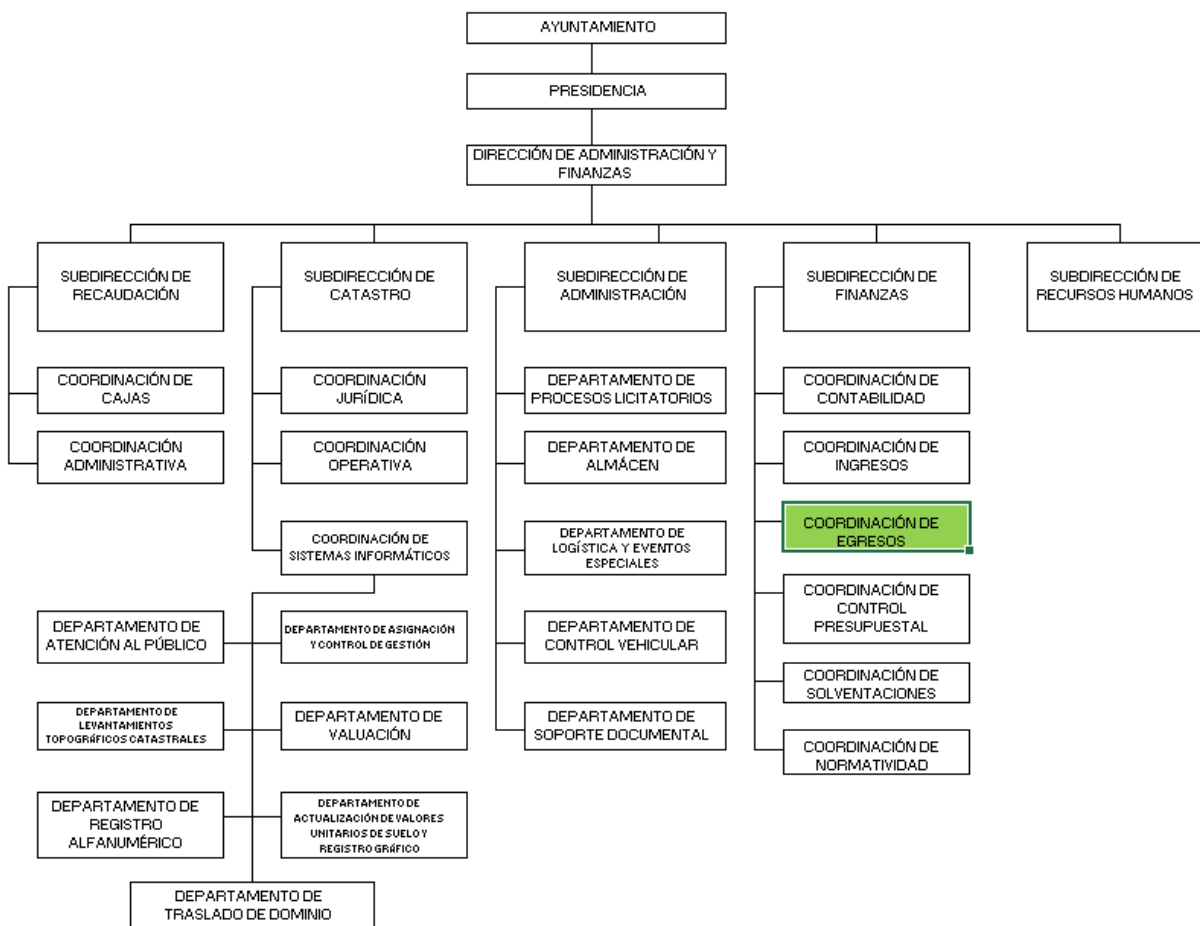 AYUNTAMIENTO
PRESIDENCIA
DIRECCIÓN DE ADMINISTRACIÓN Y
FINANZAS
SUBDIRECCIÓN DE
RECAUDACIÓN
SUBDIRECCIÓN DE
CATASTRO
SUBDIRECCIÓN DE
ADMINISTRACIÓN
SUBDIRECCIÓN DE
FINANZAS
SUBDIRECCIÓN DE
RECURSOS HUMANOS
COORDINACIÓN DE
CAJAS
COORDINACIÓN
JURÍDICA
DEPARTAMENTO DE
PROCESOS LICITATORIOS
COORDINACIÓN DE
CONTABILIDAD
COORDINACIÓN
ADMINISTRATIVA
COORDINACIÓN
OPERATIVA
DEPARTAMENTO DE
ALMÁCEN
COORDINACIÓN DE
INGRESOS
COORDINACIÓN DE
SISTEMAS INFORMÁTICOS
DEPARTAMENTO DE
LOGÍSTICA Y EVENTOS
ESPECIALES
COORDINACIÓN DE
EGRESOS
DEPARTAMENTO DE
ATENCIÓN AL PÚBLICO
DEPARTAMENTO DE ASIGNACIÓN
Y CONTROL DE GESTIÓN
DEPARTAMENTO DE
CONTROL VEHICULAR
COORDINACIÓN DE
CONTROL
PRESUPUESTAL
DEPARTAMENTO DE
LEVANTAMIENTOS
TOPOGRÁFICOS CATASTRALES
DEPARTAMENTO DE
VALUACIÓN
DEPARTAMENTO DE
SOPORTE DOCUMENTAL
COORDINACIÓN DE
SOLVENTACIONES
COORDINACIÓN DE
NORMATIVIDAD
DEPARTAMENTO DE
REGISTRO
ALFANUMÉRICO
DEPARTAMENTO DE
ACTUALIZACIÓN DE VALORES
UNITARIOS DE SUELO Y
REGISTRO GRÁFICO
DEPARTAMENTO DE
TRASLADO DE DOMINIO